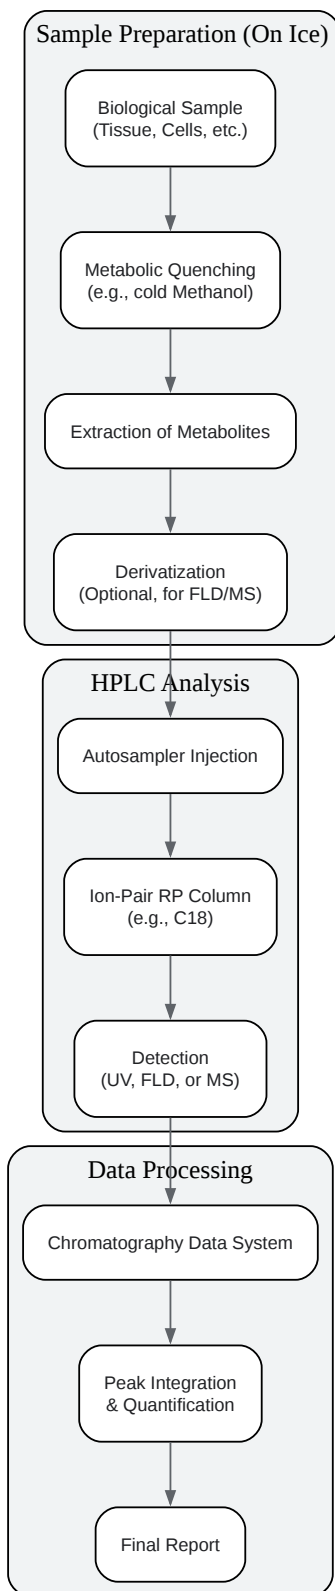 Sample Preparation (On Ice)
Biological Sample
(Tissue, Cells, etc.)
Metabolic Quenching
(e.g., cold Methanol)
Extraction of Metabolites
Derivatization
(Optional, for FLD/MS)
HPLC Analysis
Autosampler Injection
Ion-Pair RP Column
(e.g., C18)
Detection
(UV, FLD, or MS)
Data Processing
Chromatography Data System
Peak Integration
& Quantification
Final Report